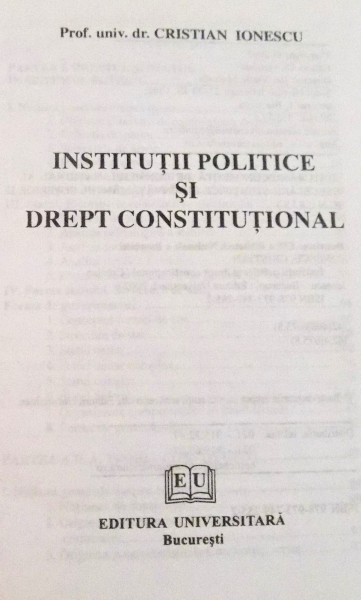 Prof. univ. dr. CRISTIAN IONESCU
INSTITUȚII POLITICE
ȘI
DREPT CONSTITUȚIONAL
EU
EDITURA UNIVERSITARĂ
București